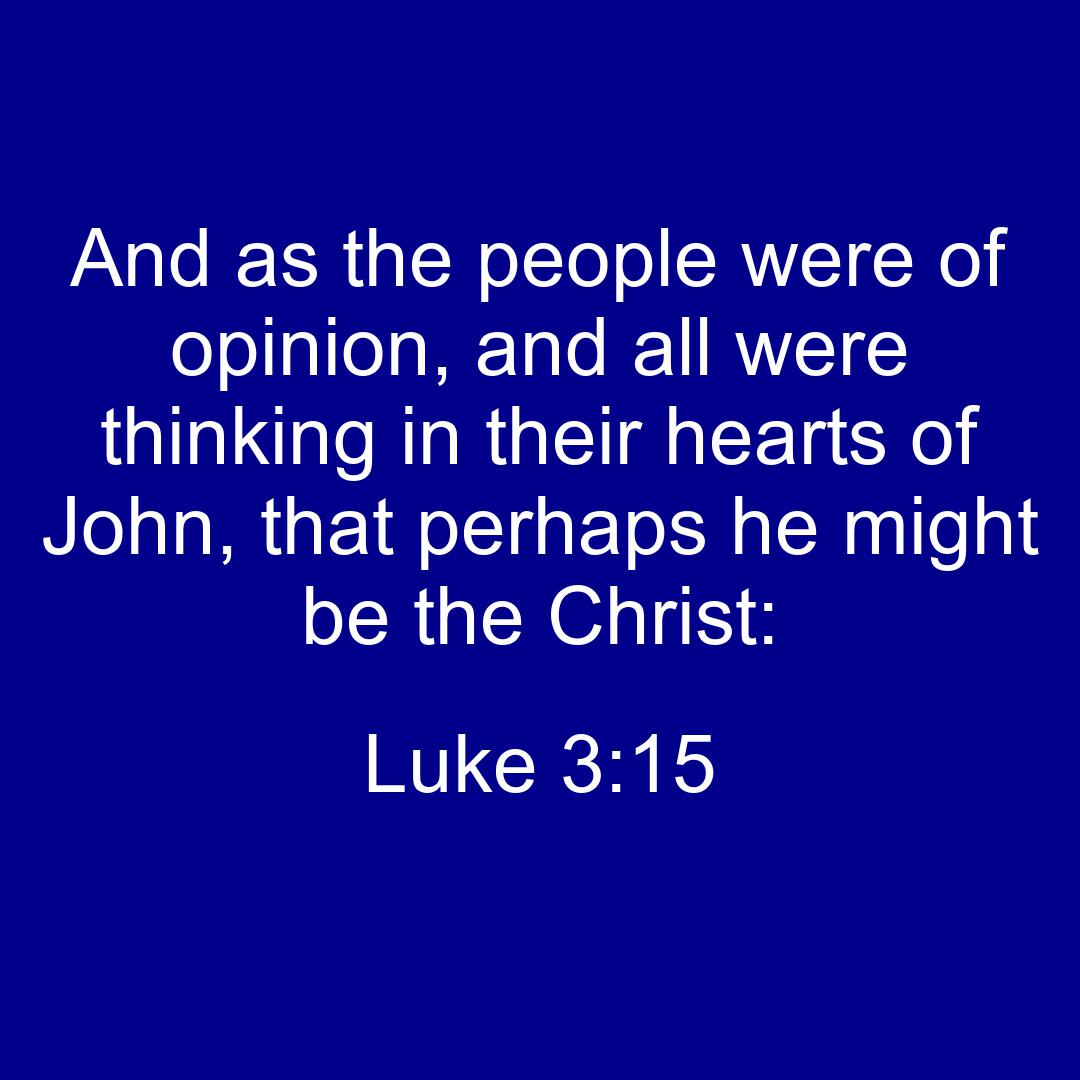 And as the people were of
opinion, and all were
thinking in their hearts of
John, that perhaps he might
be the Christ:
Luke 3:15